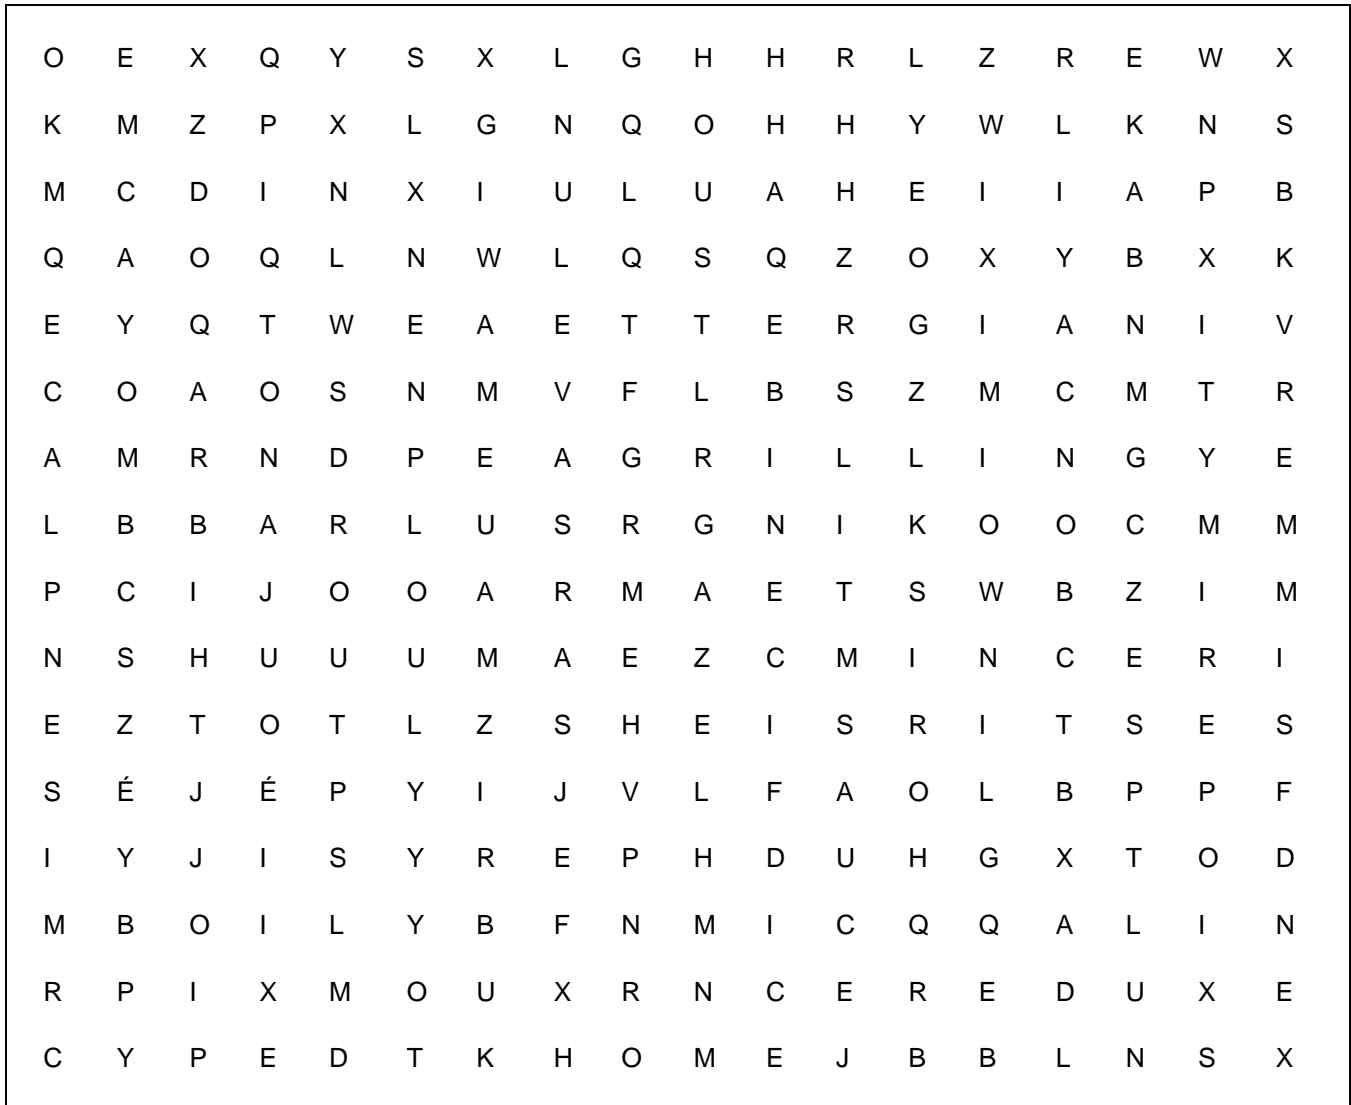 O E X Q Y S X L G H H R L Z R E W X
K M Z P X L G N Q O H H Y W L K N S
M C D I N X I U L U A H E I I A P B
Q A O Q L N W L Q S Q Z O X Y B X K
E Y Q T W E A E T T E R G I A N I V
C O A O S N M V F L B S Z M C M T R
A M R N D P E A G R I L L I N G Y E
L B B A R L U S R G N I K O O C M M
P C I J O O A R M A E T S W B Z I M
N S H U U U M A E Z C M I N C E R I
E Z T O T L Z S H E I S R I T S E S
S É J É P Y I J V L F A O L B P P F
I Y J I S Y R E P H D U H G X T O D
M B O I L Y B F N M I C Q Q A L I N
R P I X M O U X R N C E R E D U X E
C Y P E D T K H O M E J B B L N S X